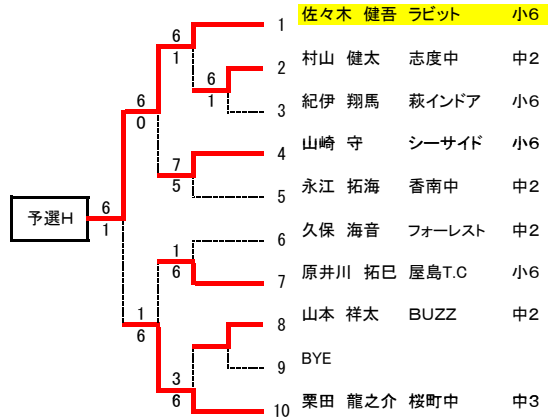 佐々木 健吾 ラビット 小6
1
6
1
村山 健太 志度中 中2
2
6
1
紀伊 翔馬 萩インドア 小6
3
6
0
山崎 守 シーサイド 小6
4
7
5
永江 拓海 香南中 中2
5
予選H
6
1
久保 海音 フォーレスト 中2
6
1
6
原井川 拓巳 屋島T.C 小6
7
山本 祥太 BUZZ 中2
8
1
6
BYE
9
3
6
栗田 龍之介 桜町中 中3
10